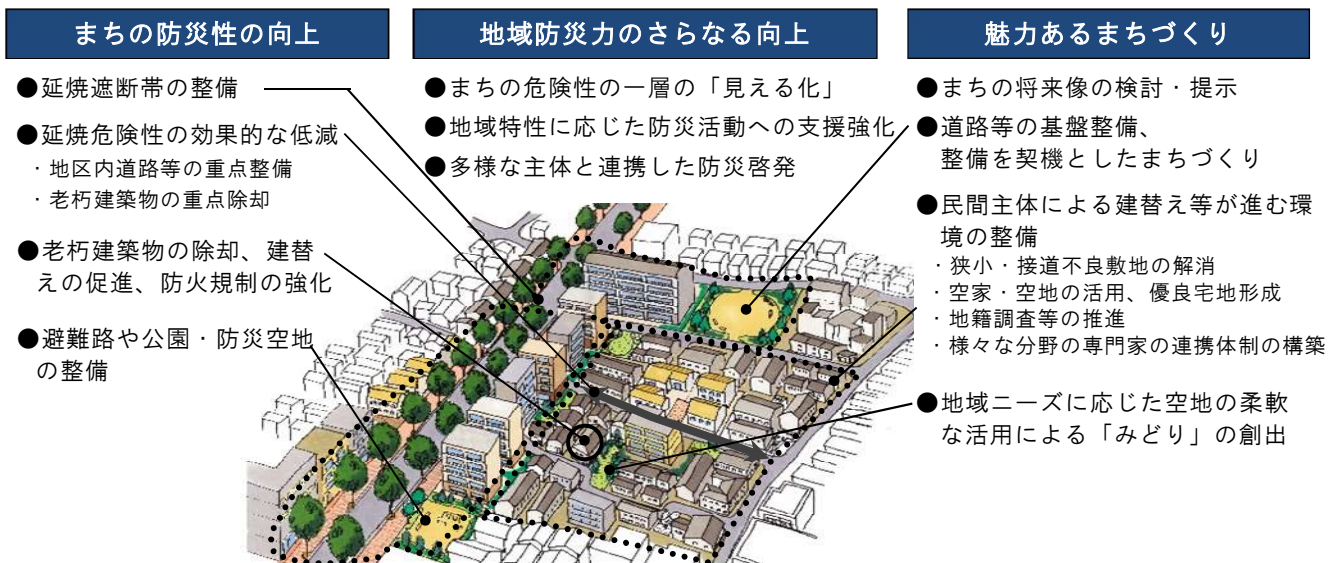 まちの防災性の向上
●延焼遮断帯の整備
●延焼危険性の効果的な低減
・地区内道路等の重点整備
・老朽建築物の重点除却
●老朽建築物の除却、建替
えの促進、防火規制の強化
●避難路や公園・防災空地
の整備
地域防災力のさらなる向上
●まちの危険性の一層の「見える化」
●地域特性に応じた防災活動への支援強化
●多様な主体と連携した防災啓発
魅力あるまちづくり
●まちの将来像の検討・提示
●道路等の基盤整備、
整備を契機としたまちづくり
●民間主体による建替え等が進む環
境の整備
・狭小・接道不良敷地の解消
・空家・空地の活用、優良宅地形成
・地籍調査等の推進
・様々な分野の専門家の連携体制の構築
●地域ニーズに応じた空地の柔軟
な活用による「みどり」の創出